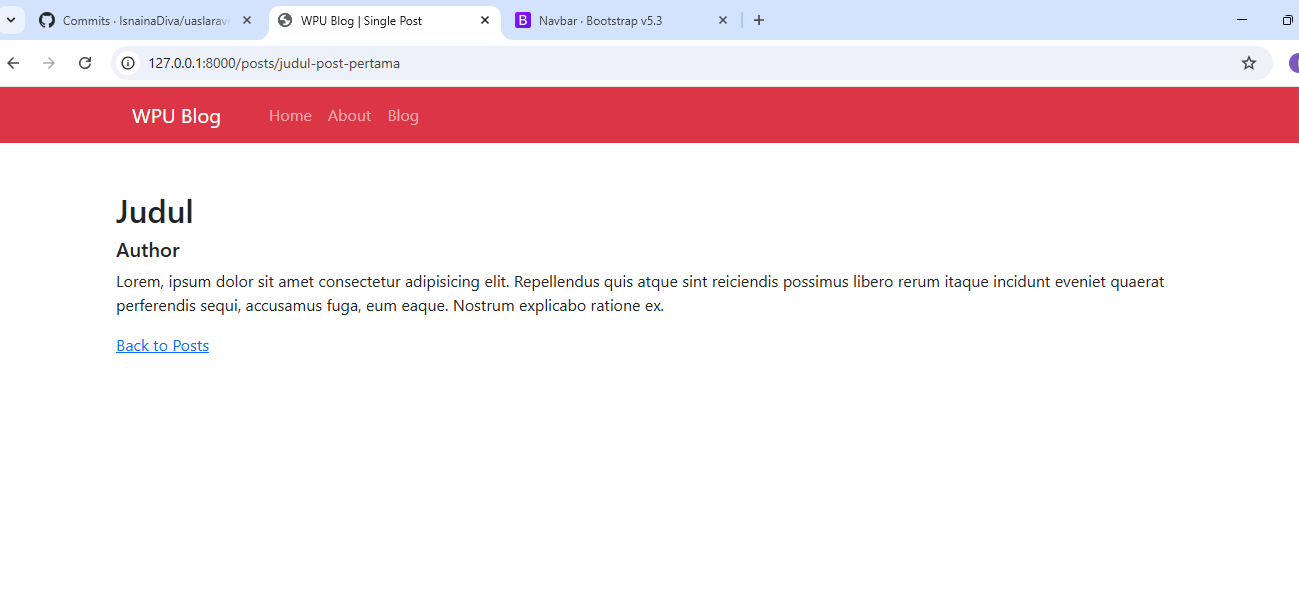 Commits · IsnainaDiva/uaslarave
WPU Blog | Single Post
B Navbar · Bootstrap v5.3
127.0.0.1:8000/posts/judul-post-pertama
WPU Blog Home About Blog
Judul
Author
Lorem, ipsum dolor sit amet consectetur adipisicing elit. Repellendus quis atque sint reiciendis possimus libero rerum itaque incidunt eveniet quaerat
perferendis sequi, accusamus fuga, eum eaque. Nostrum explicabo ratione ex.
Back to Posts